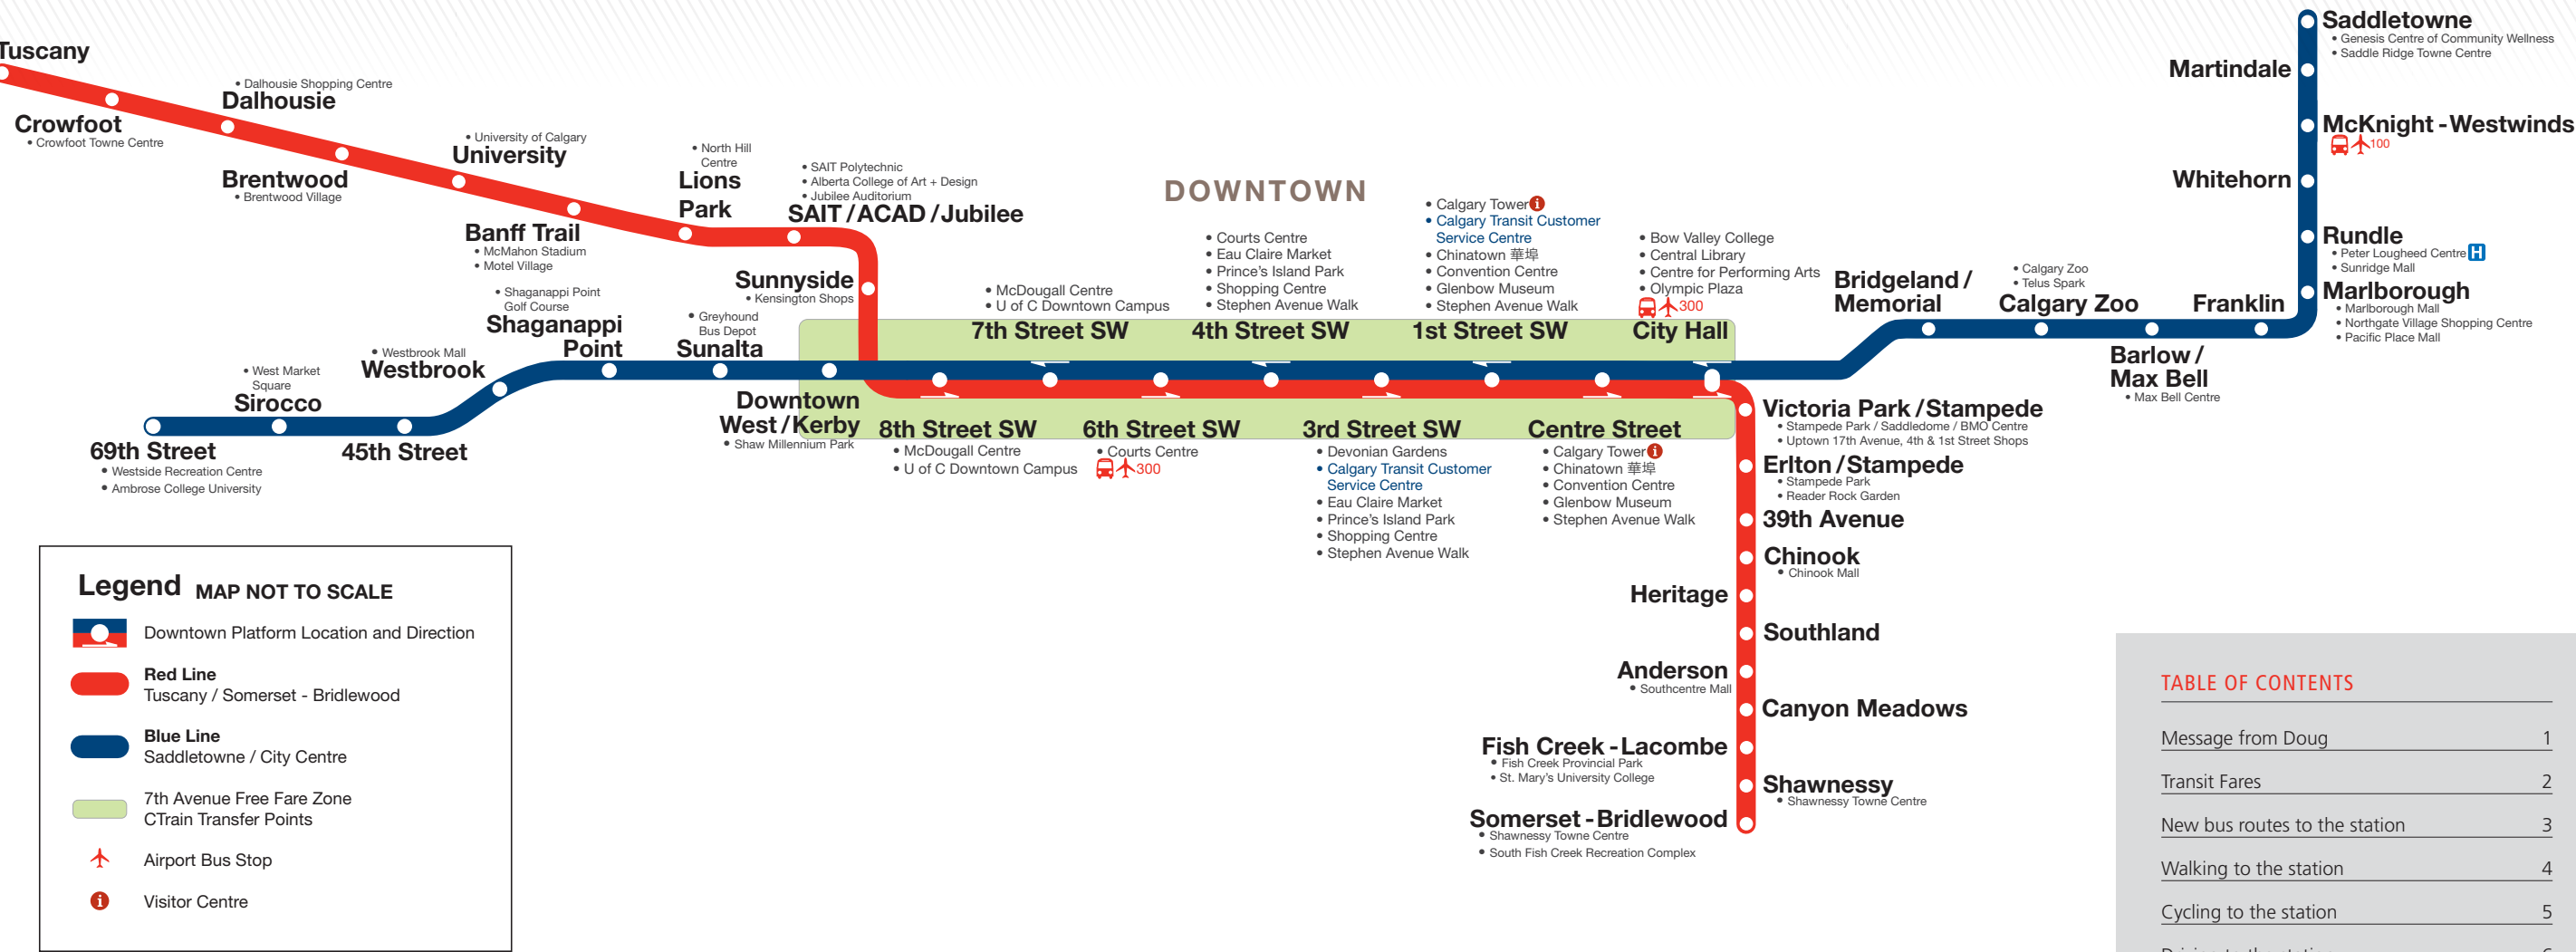 Tuscany
Crowfoot
• Crowfoot Towne Centre
• Dalhousie Shopping Centre
Dalhousie
Brentwood
• Brentwood Village
• University of Calgary
University
Banff Trail
• McMahon Stadium
• Motel Village
• North Hill
Centre
Lions
Park
• SAIT Polytechnic
• Alberta College of Art + Design
• Jubilee Auditorium
SAIT / ACAD / Jubilee
Sunnyside
• Kensington Shops
69th Street
• Westside Recreation Centre
• Ambrose College University
• West Market
Square
Sirocco
45th Street
• Westbrook Mall
Westbrook
• Shaganappi Point
Golf Course
Shaganappi
Point
• Greyhound
Bus Depot
Sunalta
Downtown
West / Kerby
• Shaw Millennium Park
DOWNTOWN
• McDougall Centre
• U of C Downtown Campus
7th Street SW
• Courts Centre
• Eau Claire Market
• Prince's Island Park
• Shopping Centre
• Stephen Avenue Walk
4th Street SW
• Calgary Tower i
• Calgary Transit Customer
Service Centre
• Chinatown 華埠
• Convention Centre
• Glenbow Museum
• Stephen Avenue Walk
1st Street SW
• Bow Valley College
• Central Library
• Centre for Performing Arts
• Olympic Plaza
300
City Hall
8th Street SW
• McDougall Centre
• U of C Downtown Campus
6th Street SW
• Courts Centre
300
3rd Street SW
• Devonian Gardens
• Calgary Transit Customer
Service Centre
• Eau Claire Market
• Prince's Island Park
• Shopping Centre
• Stephen Avenue Walk
Centre Street
• Calgary Tower i
• Chinatown 華埠
• Convention Centre
• Glenbow Museum
• Stephen Avenue Walk
Bridgeland /
Memorial
• Calgary Zoo
• Telus Spark
Calgary Zoo
Barlow /
Max Bell
• Max Bell Centre
Franklin
Saddletowne
• Genesis Centre of Community Wellness
• Saddle Ridge Towne Centre
Martindale
McKnight - Westwinds
100
Whitehorn
Rundle
• Peter Lougheed Centre H
• Sunridge Mall
Marlborough
• Marlborough Mall
• Northgate Village Shopping Centre
• Pacific Place Mall
Victoria Park / Stampede
• Stampede Park / Saddledome / BMO Centre
• Uptown 17th Avenue, 4th & 1st Street Shops
Erlton / Stampede
• Stampede Park
• Reader Rock Garden
39th Avenue
Chinook
• Chinook Mall
Heritage
Southland
Anderson
• Southcentre Mall
Canyon Meadows
Fish Creek - Lacombe
• Fish Creek Provincial Park
• St. Mary's University College
Shawnessy
• Shawnessy Towne Centre
Somerset - Bridlewood
• Shawnessy Towne Centre
• South Fish Creek Recreation Complex
Legend MAP NOT TO SCALE
Downtown Platform Location and Direction
Red Line
Tuscany / Somerset - Bridlewood
Blue Line
Saddletowne / City Centre
7th Avenue Free Fare Zone
CTrain Transfer Points
Airport Bus Stop
i Visitor Centre
TABLE OF CONTENTS
Message from Doug 1
Transit Fares 2
New bus routes to the station 3
Walking to the station 4
Cycling to the station 5